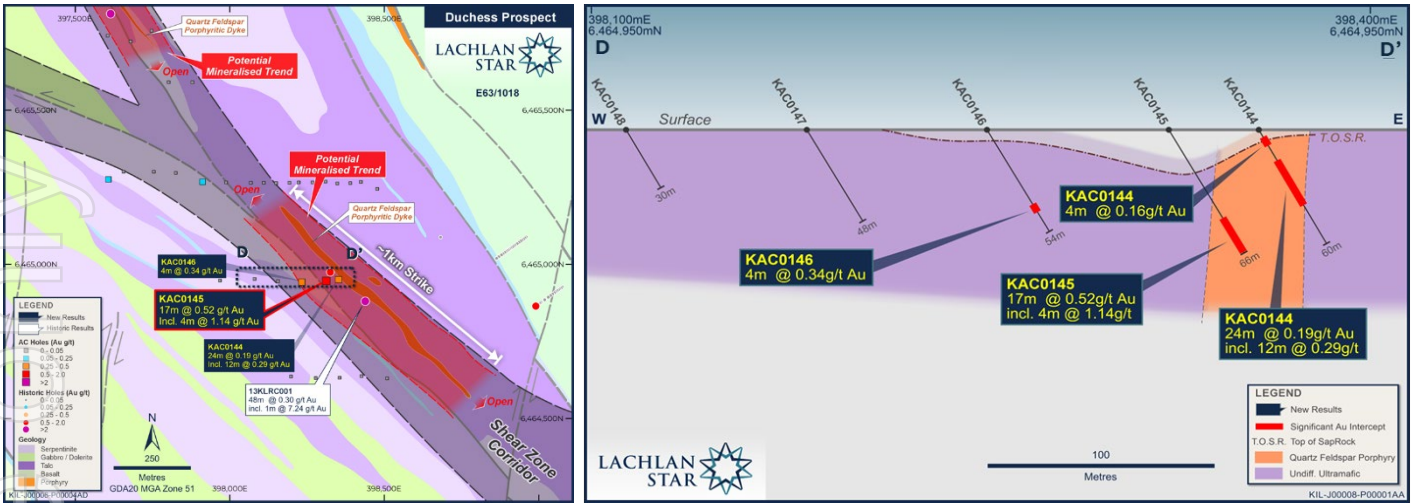 397,500E
398,500E
Quartz Feldspar
Porphyritic Dyke
Duchess Prospect
LACHLAN
STAR
E63/1018
Potential
Mineralised Trend
Open
6,465,500N
6,465,500N
Potential
Mineralised Trend
Open
Quartz Feldspar
Porphyritic Dyke
~1km Strike
D
D'
KAC0146
4m @ 0.34 g/t Au
6,465,000N
6,465,000N
KAC0145
17m @ 0.52 g/t Au
Incl. 4m @ 1.14 g/t Au
KAC0144
24m @ 0.19 g/t Au
incl. 12m @ 0.29 g/t Au
13KLRC001
48m @ 0.30 g/t Au
incl. 1m @ 7.24 g/t Au
Open
6,464,500N
Shear Zone
Corridor
LEGEND
New Results
Historic Results
AC Holes (Au g/t)
0 - 0.05
0.05 - 0.25
0.25 - 0.5
0.5 - 2.0
>2
Historic Holes (Au g/t)
0 - 0.05
0.05 - 0.25
0.25 - 0.5
0.5 - 2.0
>2
Geology
Serpentinite
Gabbro / Dolerite
Talc
Basalt
Porphyry
N
250
Metres
GDA20 MGA Zone 51
398,000E
398,500E
398,100mE
6,464,950mN
D
398,400mE
6,464,950mN
D'
KAC0148
KAC0147
KAC0146
KAC0145
KAC0144
W
Surface
E
T.O.S.R.
30m
48m
54m
66m
60m
KAC0144
4m @ 0.16g/t Au
KAC0146
4m @ 0.34g/t Au
KAC0145
17m @ 0.52g/t Au
incl. 4m @ 1.14g/t
KAC0144
24m @ 0.19g/t Au
incl. 12m @ 0.29g/t
LACHLAN
STAR
100
Metres
LEGEND
New Results
Significant Au Intercept
T.O.S.R. Top of SapRock
Quartz Feldspar Porphyry
Undiff. Ultramafic
KIL-J00008-P00001AA